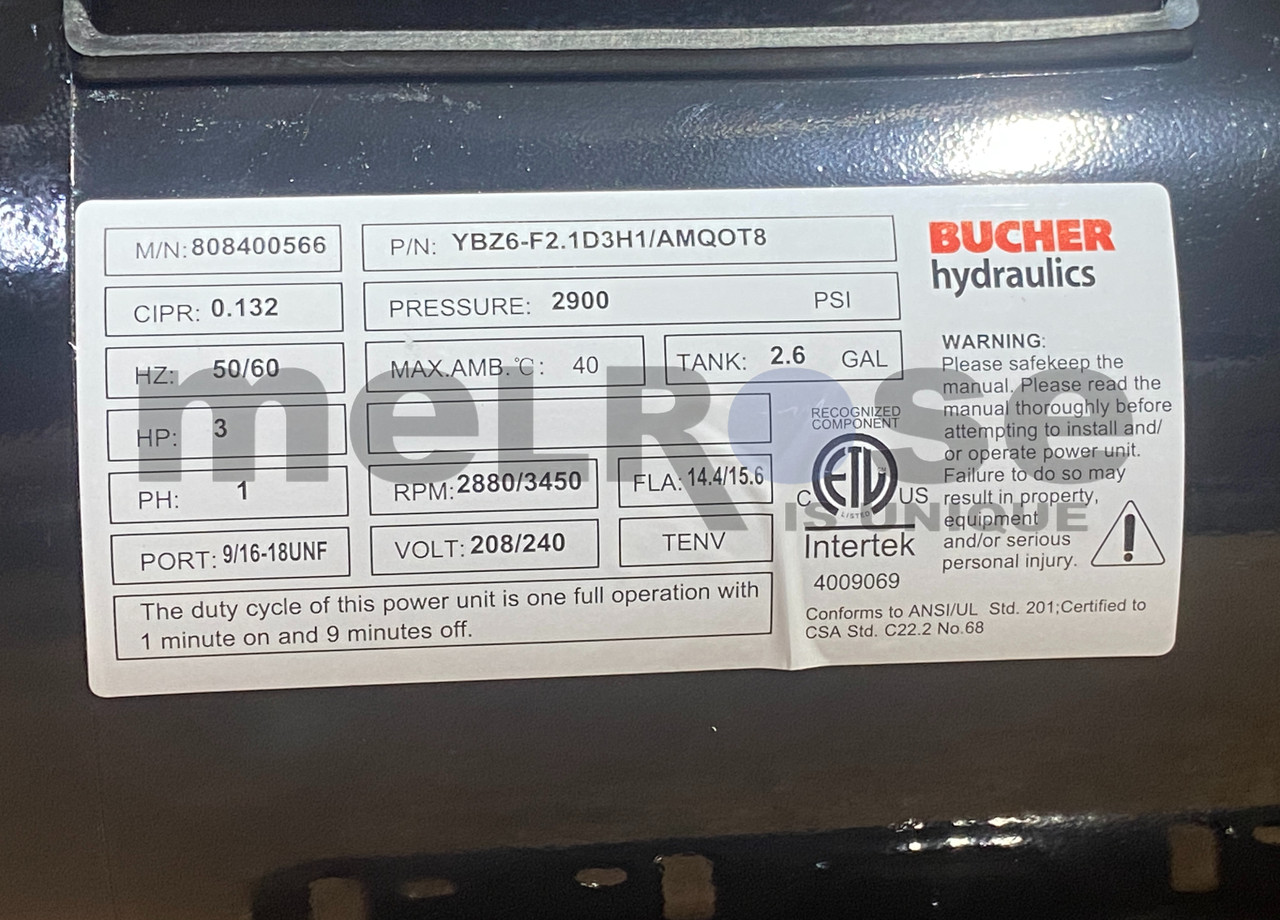 M/N: 808400566
P/N: YBZ6-F2.1D3H1/AMQOT8
CIPR: 0.132
PRESSURE: 2900 PSI
HZ: 50/60
MAX.AMB.℃: 40
TANK: 2.6 GAL
HP: 3
PH: 1
RPM: 2880/3450
FLA: 14.4/15.6
PORT: 9/16-18UNF
VOLT: 208/240
TENV
The duty cycle of this power unit is one full operation with
1 minute on and 9 minutes off.
BUCHER
hydraulics
WARNING:
Please safekeep the
manual. Please read the
manual thoroughly before
attempting to install and/
or operate power unit.
Failure to do so may
result in property,
equipment
and/or serious
personal injury.
RECOGNIZED
COMPONENT
C ETL US
LISTED
Intertek
4009069
Conforms to ANSI/UL Std. 201;Certified to
CSA Std. C22.2 No.68
meLRose
IS UNIQUE